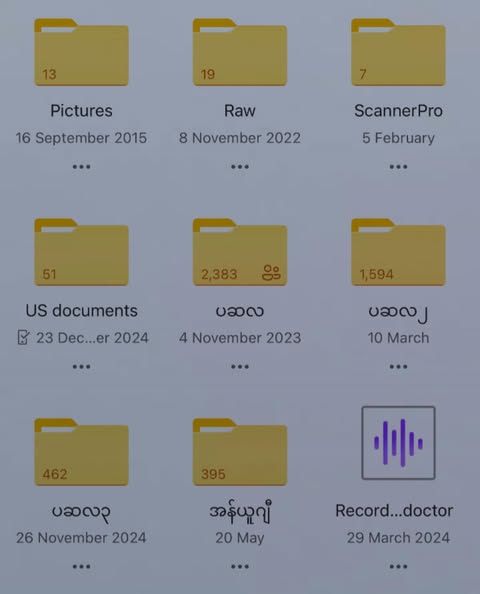 13
19
7
Pictures
Raw
ScannerPro
16 September 2015
8 November 2022
5 February
51
2,383
1,594
US documents
ပဆလ
ပဆလ၂
23 Dec...er 2024
4 November 2023
10 March
462
395
ပဆလ၃
အန်ယူဂျီ
Record...doctor
26 November 2024
20 May
29 March 2024